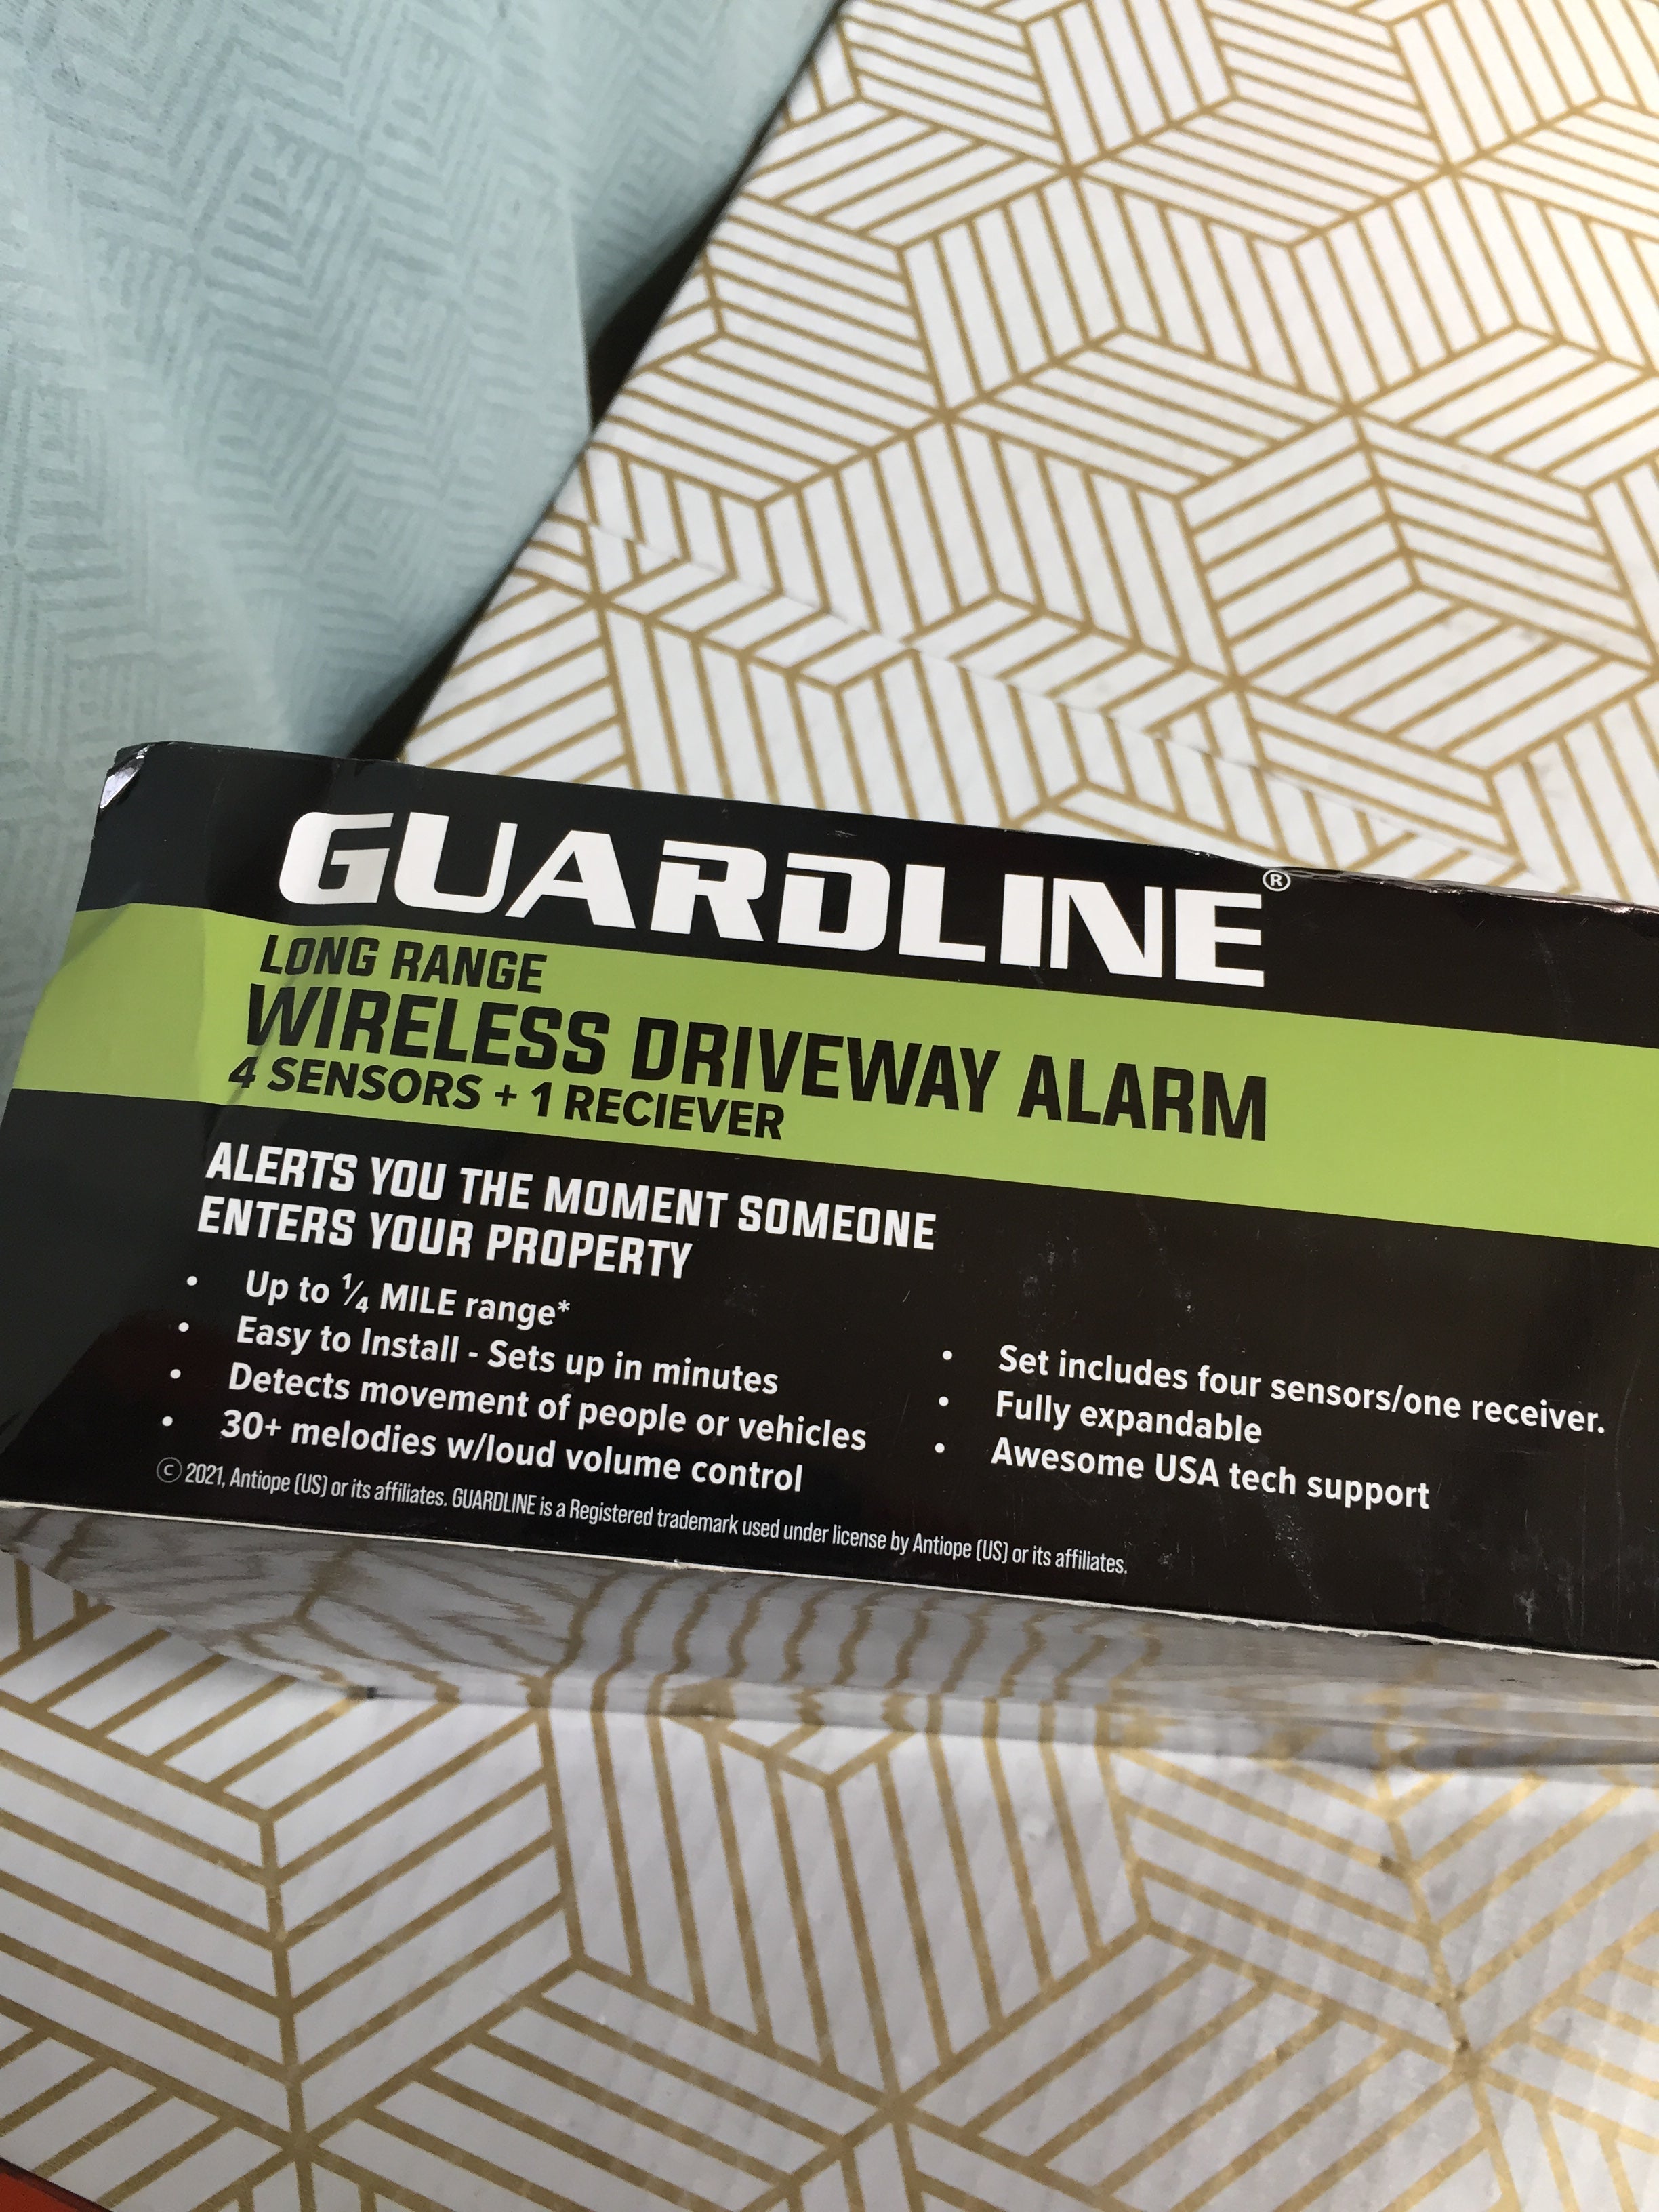 GUARDLINE®
LONG RANGE
WIRELESS DRIVEWAY ALARM
4 SENSORS + 1 RECIEVER
ALERTS YOU THE MOMENT SOMEONE
ENTERS YOUR PROPERTY
• Up to ¼ MILE range*
• Easy to Install - Sets up in minutes
• Detects movement of people or vehicles
• 30+ melodies w/loud volume control
• Set includes four sensors/one receiver.
• Fully expandable
• Awesome USA tech support
© 2021, Antiope (US) or its affiliates. GUARDLINE is a Registered trademark used under license by Antiope (US) or its affiliates.